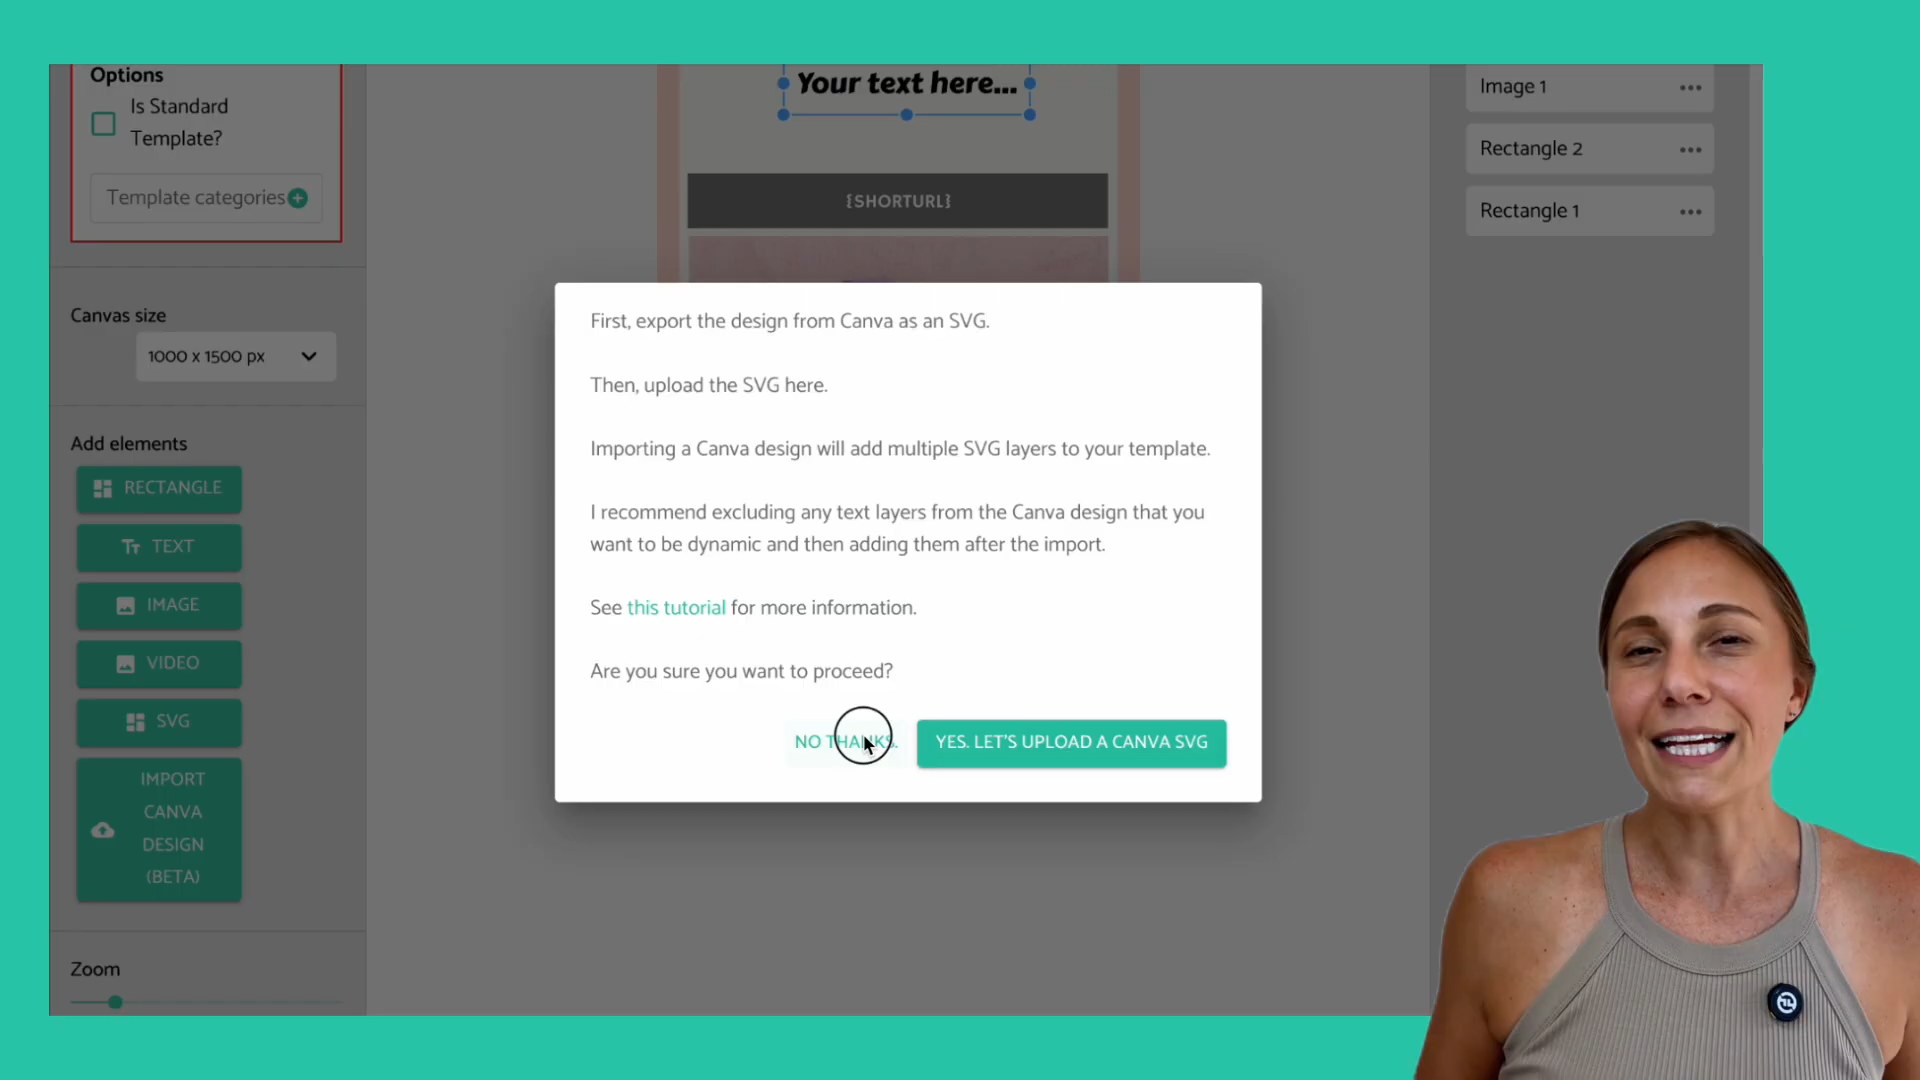 Options
Is Standard
Template?
Template categories
Canvas size
1000 x 1500 px
Add elements
RECTANGLE
TEXT
IMAGE
VIDEO
SVG
IMPORT
CANVA
DESIGN
(BETA)
Zoom
Your text here...
{SHORTURL}
First, export the design from Canva as an SVG.
Then, upload the SVG here.
Importing a Canva design will add multiple SVG layers to your template.
I recommend excluding any text layers from the Canva design that you
want to be dynamic and then adding them after the import.
See this tutorial for more information.
Are you sure you want to proceed?
NO THANKS.
YES. LET'S UPLOAD A CANVA SVG
Image 1
Rectangle 2
Rectangle 1